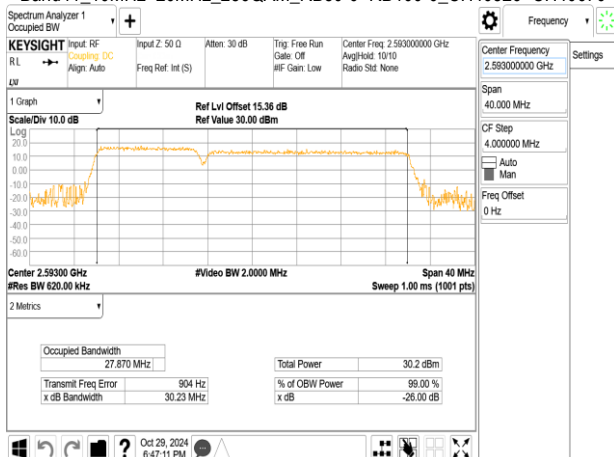 Spectrum Analyzer 1
Occupied BW
Frequency
KEYSIGHT Input: RF Input Z: 50 Ω Atten: 30 dB Trig: Free Run Center Freq: 2.593000000 GHz
RL Coupling: DC Gate: Off Avg|Hold: 10/10
Align: Auto Freq Ref: Int (S) #IF Gain: Low Radio Std: None
LXI
Center Frequency
2.593000000 GHz
Settings
Span
40.000 MHz
CF Step
4.000000 MHz
Auto
Man
Freq Offset
0 Hz
1 Graph
Ref Lvl Offset 15.36 dB
Scale/Div 10.0 dB Ref Value 30.00 dBm
Log
20.0
10.0
0.00
-10.0
-20.0
-30.0
-40.0
-50.0
-60.0
Center 2.59300 GHz #Video BW 2.0000 MHz Span 40 MHz
#Res BW 620.00 kHz Sweep 1.00 ms (1001 pts)
2 Metrics
Occupied Bandwidth
27.870 MHz Total Power 30.2 dBm
Transmit Freq Error 904 Hz % of OBW Power 99.00 %
x dB Bandwidth 30.23 MHz x dB -26.00 dB
Oct 29, 2024
6:47:11 PM